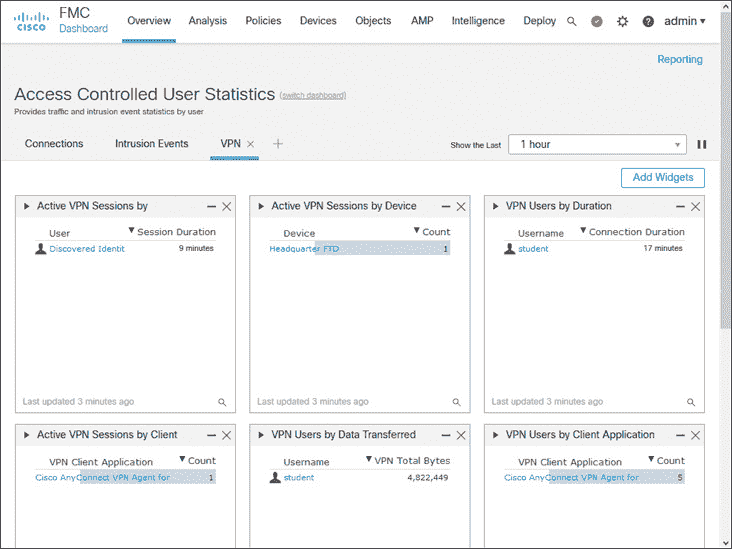 CISCO FMC Dashboard Overview Analysis Policies Devices Objects AMP Intelligence Deploy admin
Reporting
Access Controlled User Statistics (switch dashboard)
Provides traffic and intrusion event statistics by user
Connections Intrusion Events VPN Show the Last 1 hour
Add Widgets
Active VPN Sessions by
User Session Duration
Discovered Identit 9 minutes
Last updated 3 minutes ago
Active VPN Sessions by Device
Device Count
Headquarter FTD 1
Last updated 3 minutes ago
VPN Users by Duration
Username Connection Duration
student 17 minutes
Last updated 3 minutes ago
Active VPN Sessions by Client
VPN Client Application Count
Cisco AnyConnect VPN Agent for 1
VPN Users by Data Transferred
Username VPN Total Bytes
student 4,822,449
VPN Users by Client Application
VPN Client Application Count
Cisco AnyConnect VPN Agent for 5